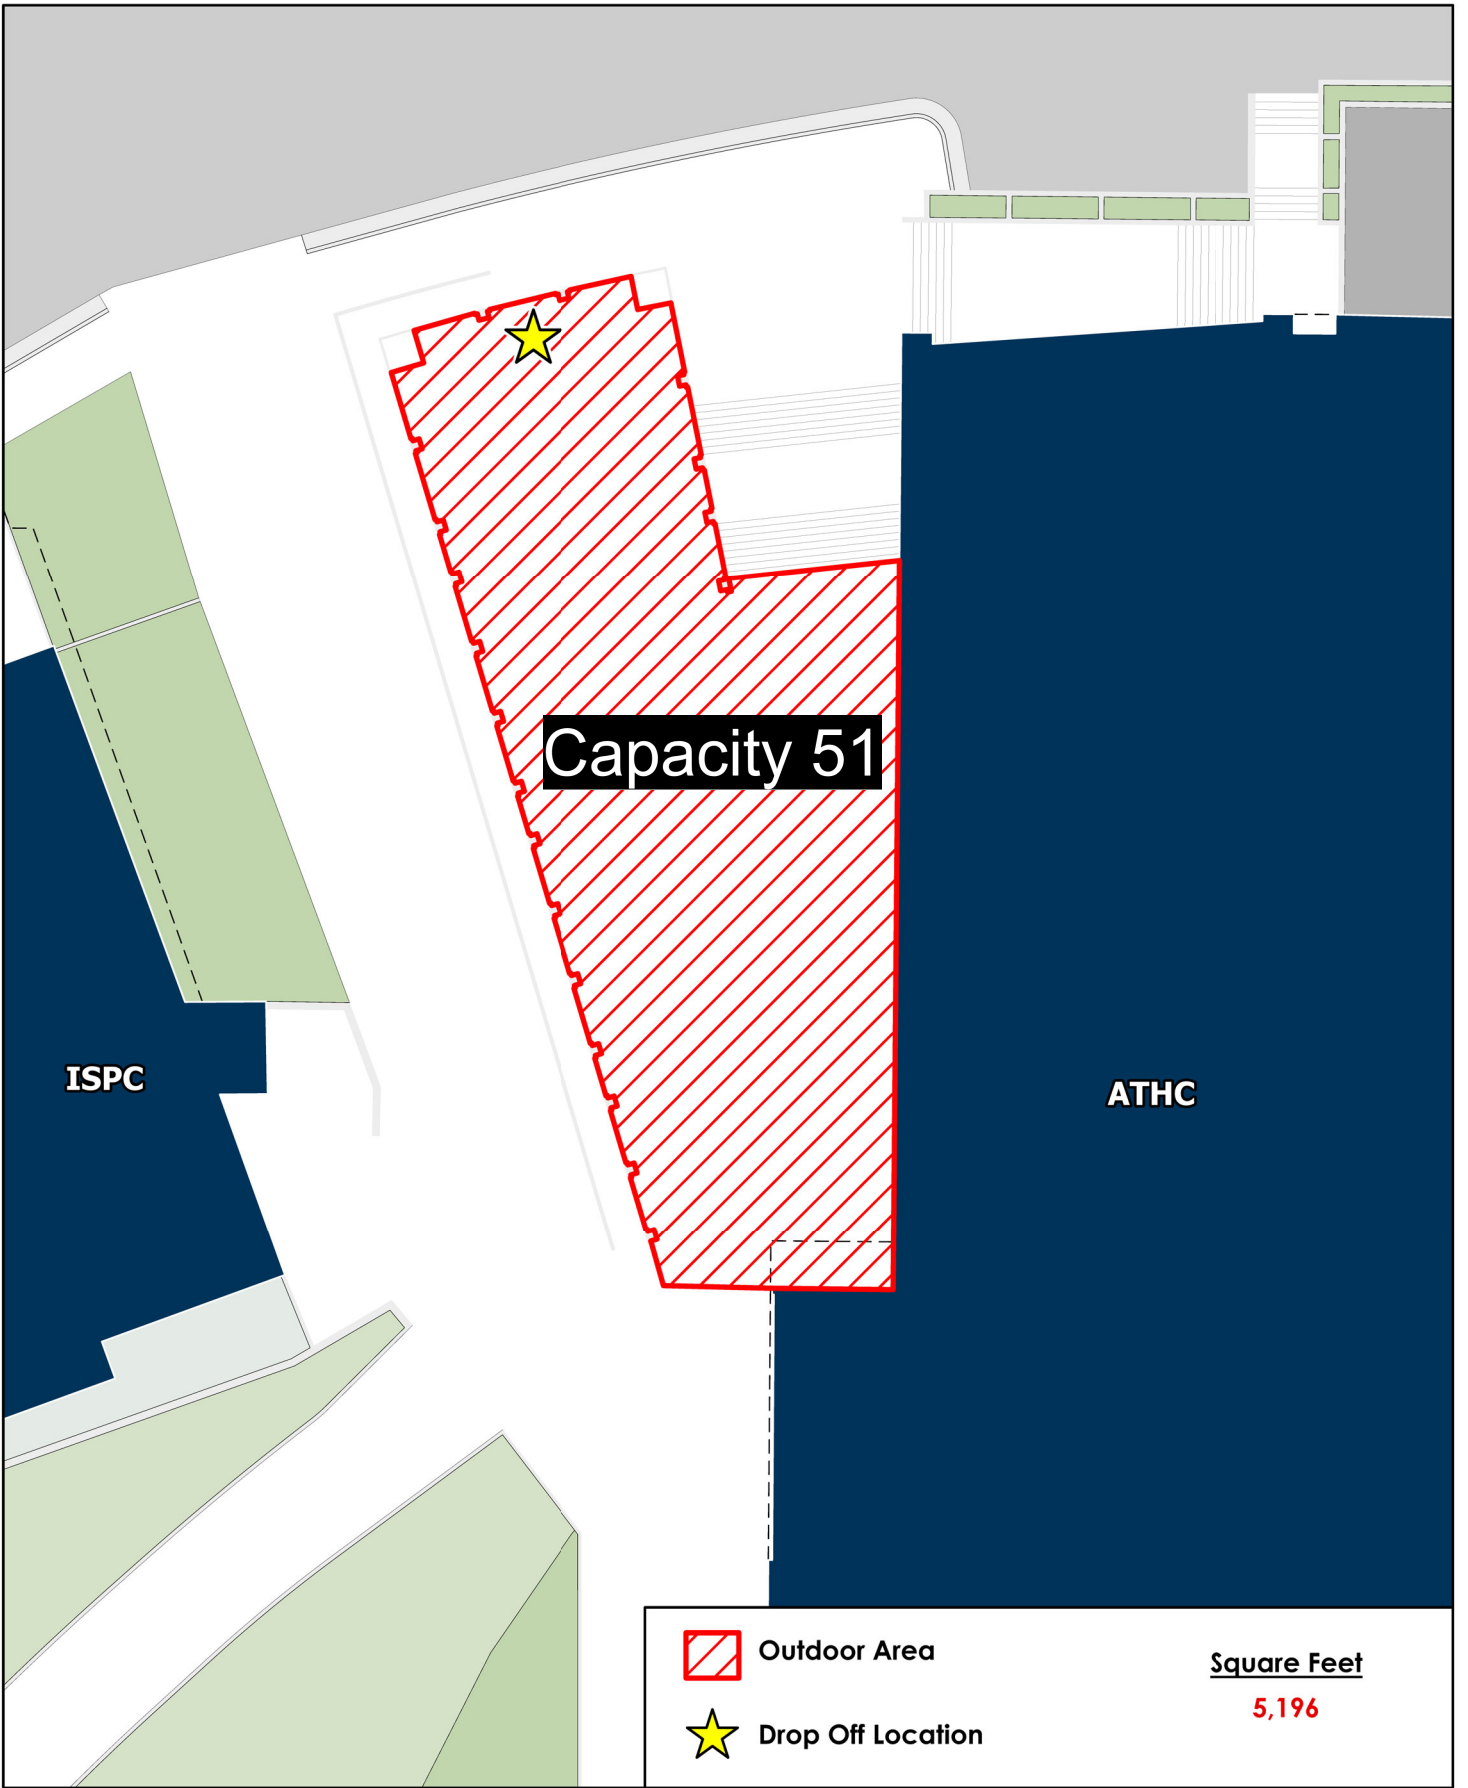 Capacity 51
ISPC
ATHC
Outdoor Area
Square Feet
5,196
Drop Off Location